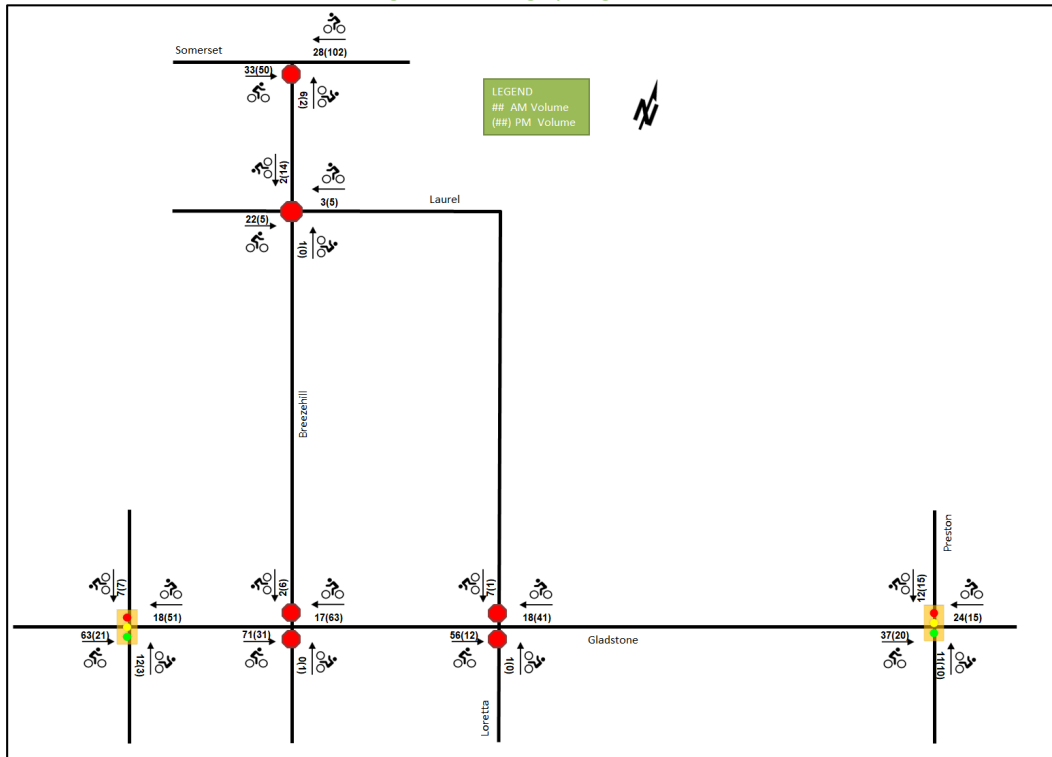 28(102)
Somerset
33(50)
6(2)
LEGEND
## AM Volume
(##) PM Volume
2(14)
3(5)
Laurel
22(5)
1(0)
Breezehill
Preston
7(7)
2(6)
7(1)
12(15)
18(51)
17(63)
18(41)
24(15)
63(21)
71(31)
56(12)
Gladstone
37(20)
12(3)
0(1)
1(0)
11(10)
Loretta
N